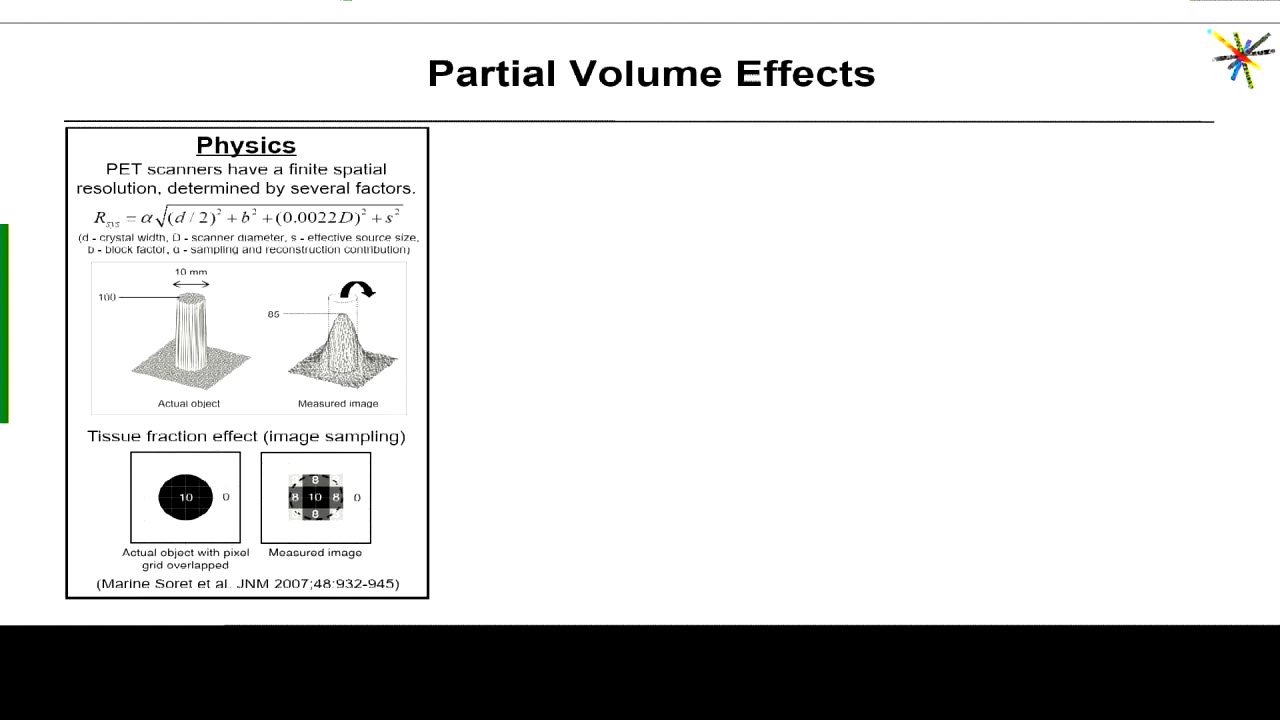 Partial Volume Effects
Physics
PET scanners have a finite spatial
resolution, determined by several factors.
R_sys = α√((d / 2)² + b² + (0.0022D)² + s²
(d - crystal width, D - scanner diameter, s - effective source size,
b - block factor, α - sampling and reconstruction contribution)
10 mm
100
85
Actual object
Measured image
Tissue fraction effect (image sampling)
10 0
8
8 10 8 0
8
Actual object with pixel
grid overlapped
Measured image
(Marine Soret et al. JNM 2007;48:932-945)